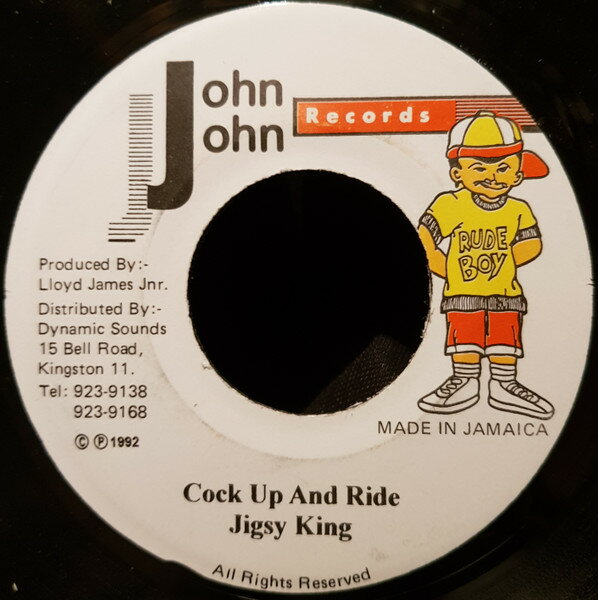 John
John
Records
RUDE
BOY
Produced By:-
Lloyd James Jnr.
Distributed By:-
Dynamic Sounds
15 Bell Road,
Kingston 11.
Tel: 923-9138
923-9168
© ℗ 1992
MADE IN JAMAICA
Cock Up And Ride
Jigsy King
All Rights Reserved